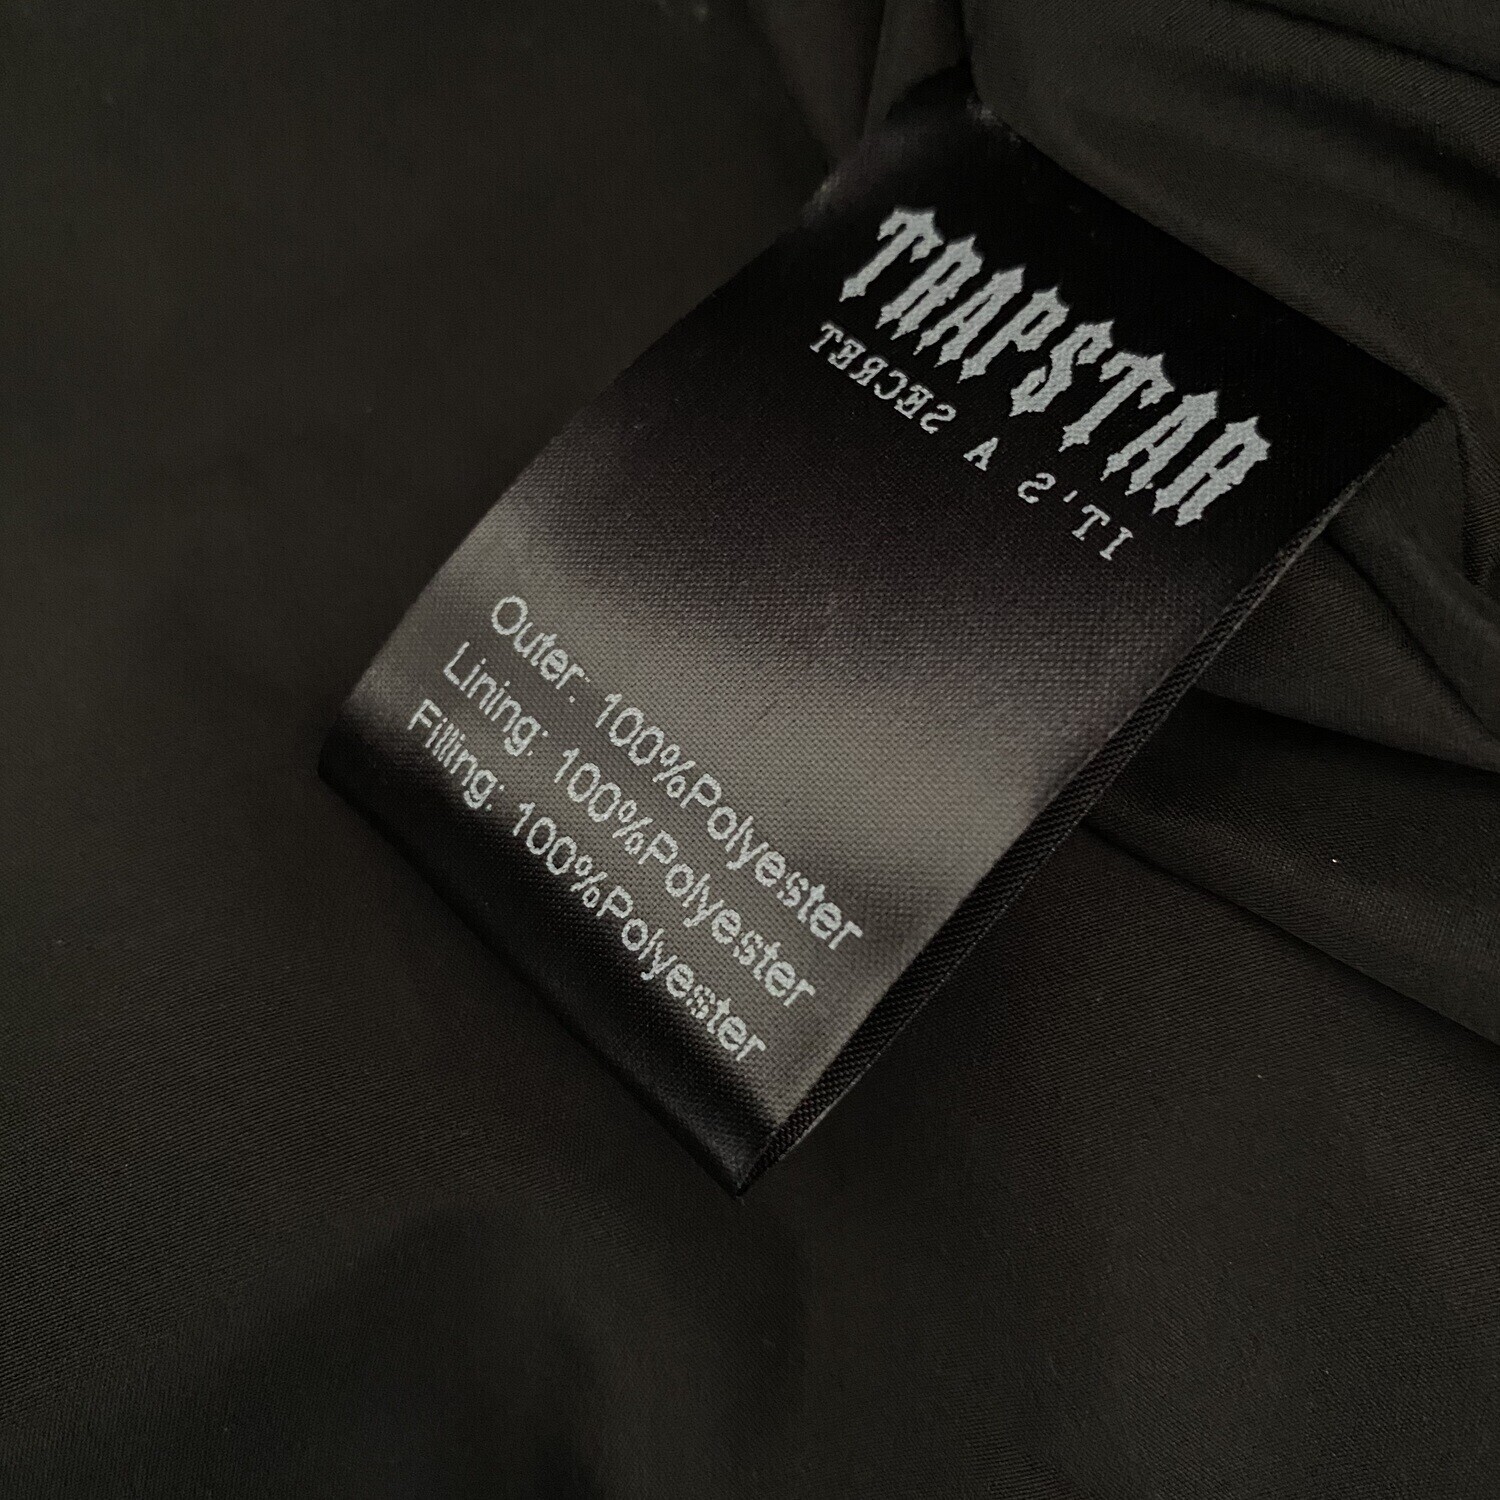 TRAPSTAR
IT'S A SECRET
Outer: 100%Polyester
Lining: 100%Polyester
Filling: 100%Polyester